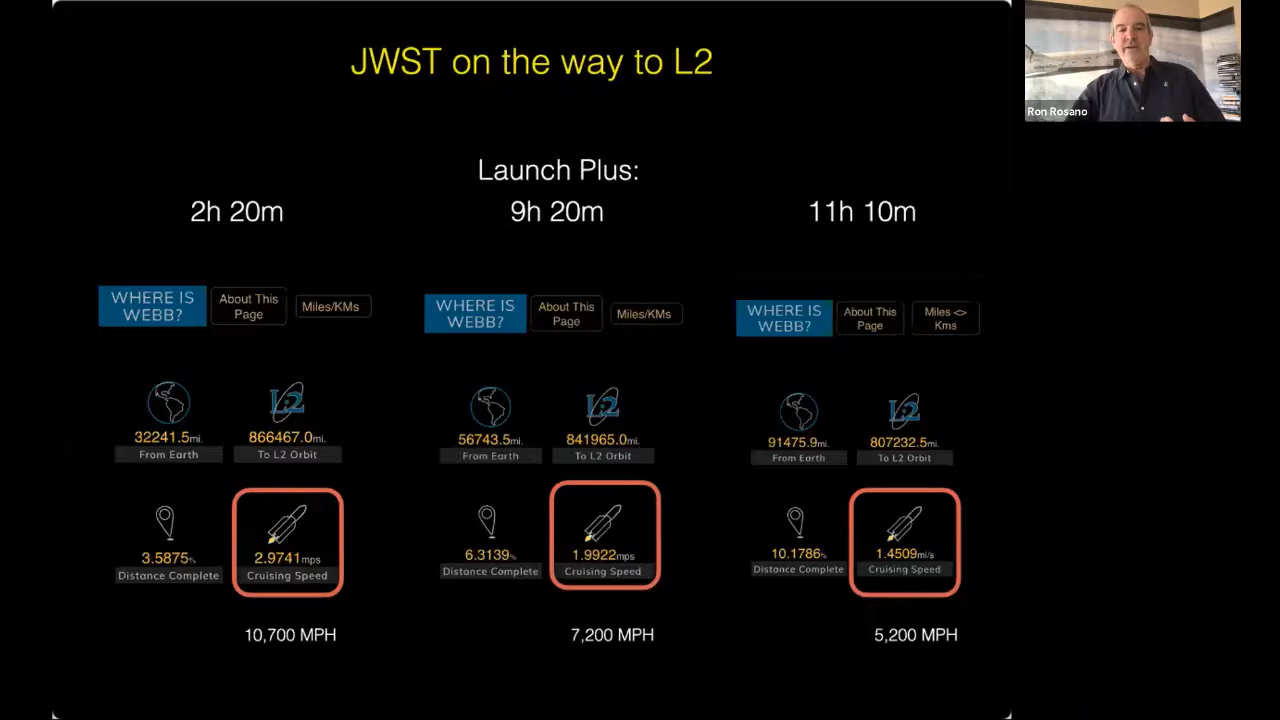 JWST on the way to L2
Ron Rosano
Launch Plus:
2h 20m
9h 20m
11h 10m
WHERE IS
WEBB?
About This
Page
Miles/KMs
WHERE IS
WEBB?
About This
Page
Miles/KMs
WHERE IS
WEBB?
About This
Page
Miles <>
Kms
L2
32241.5mi.
866467.0mi.
From Earth
To L2 Orbit
L2
56743.5mi.
841965.0mi.
From Earth
To L2 Orbit
L2
91475.9mi.
807232.5mi.
From Earth
To L2 Orbit
3.5875%
2.9741mps
Distance Complete
Cruising Speed
6.3139%
1.9922mps
Distance Complete
Cruising Speed
10.1786%
1.4509mi/s
Distance Complete
Cruising Speed
10,700 MPH
7,200 MPH
5,200 MPH